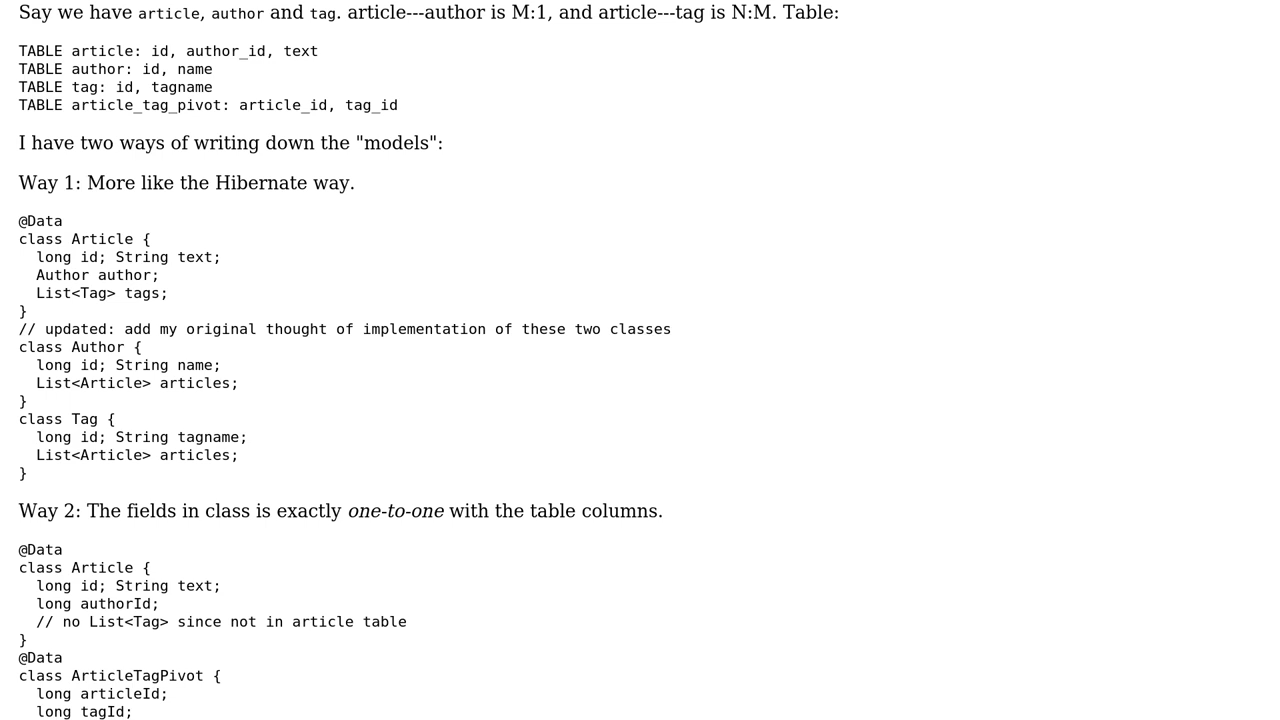 Say we have article, author and tag. article---author is M:1, and article---tag is N:M. Table:
TABLE article: id, author_id, text
TABLE author: id, name
TABLE tag: id, tagname
TABLE article_tag_pivot: article_id, tag_id
I have two ways of writing down the "models":
Way 1: More like the Hibernate way.
@Data
class Article {
  long id; String text;
  Author author;
  List<Tag> tags;
}
// updated: add my original thought of implementation of these two classes
class Author {
  long id; String name;
  List<Article> articles;
}
class Tag {
  long id; String tagname;
  List<Article> articles;
}
Way 2: The fields in class is exactly one-to-one with the table columns.
@Data
class Article {
  long id; String text;
  long authorId;
  // no List<Tag> since not in article table
}
@Data
class ArticleTagPivot {
  long articleId;
  long tagId;